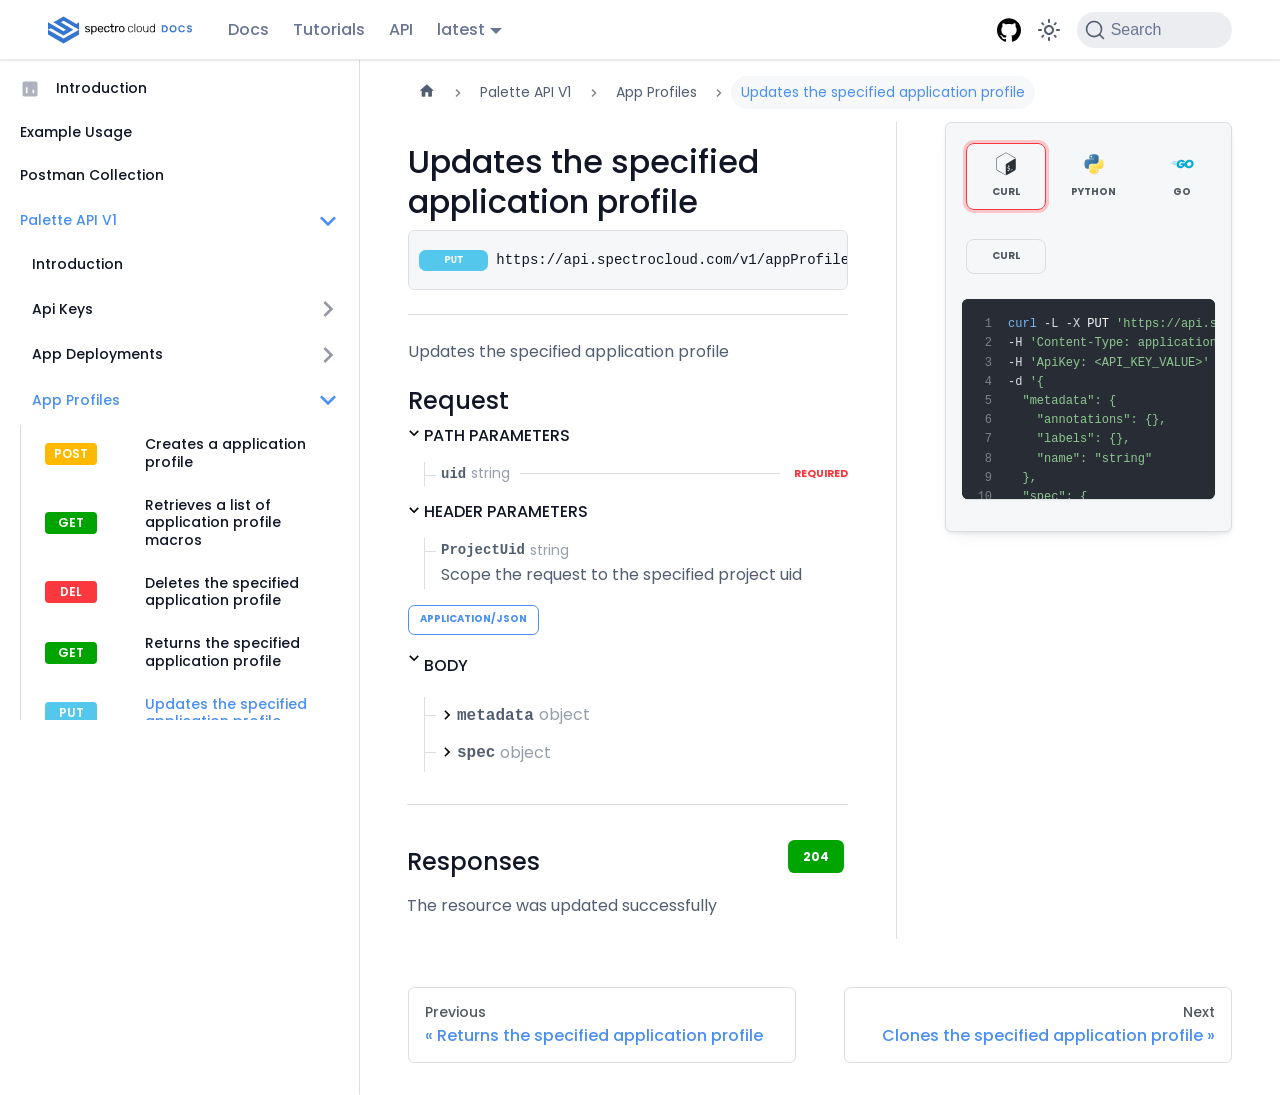 spectro cloud DOCS Docs Tutorials API latest Search
Introduction
Example Usage
Postman Collection
Palette API V1
Introduction
Api Keys
App Deployments
App Profiles
POST Creates a application
profile
GET Retrieves a list of
application profile
macros
DEL Deletes the specified
application profile
GET Returns the specified
application profile
PUT Updates the specified
application profile
Palette API V1 App Profiles Updates the specified application profile
Updates the specified
application profile
PUT https://api.spectrocloud.com/v1/appProfile
Updates the specified application profile
Request
PATH PARAMETERS
uid string REQUIRED
HEADER PARAMETERS
ProjectUid string
Scope the request to the specified project uid
APPLICATION/JSON
BODY
metadata object
spec object
Responses 204
The resource was updated successfully
CURL PYTHON GO
CURL
1 curl -L -X PUT 'https://api.s
2 -H 'Content-Type: application
3 -H 'ApiKey: <API_KEY_VALUE>'
4 -d '{
5 "metadata": {
6 "annotations": {},
7 "labels": {},
8 "name": "string"
9 },
10 "spec": {
Previous
« Returns the specified application profile
Next
Clones the specified application profile »